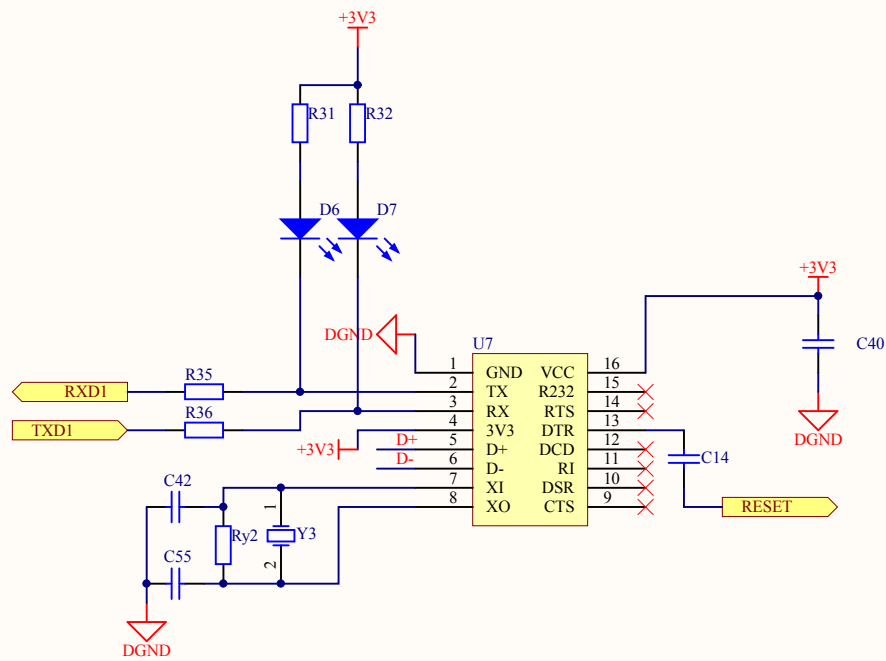 +3V3
R31
R32
D6
D7
+3V3
DGND
U7
C40
1 GND VCC 16
R35
RXD1
2 TX R232 15
3 RX RTS 14
R36
TXD1
4 3V3 DTR 13
+3V3
D+
5 D+ DCD 12
D-
6 D- RI 11
C14
DGND
C42
7 XI DSR 10
8 XO CTS 9
RESET
1
Ry2
Y3
2
C55
DGND